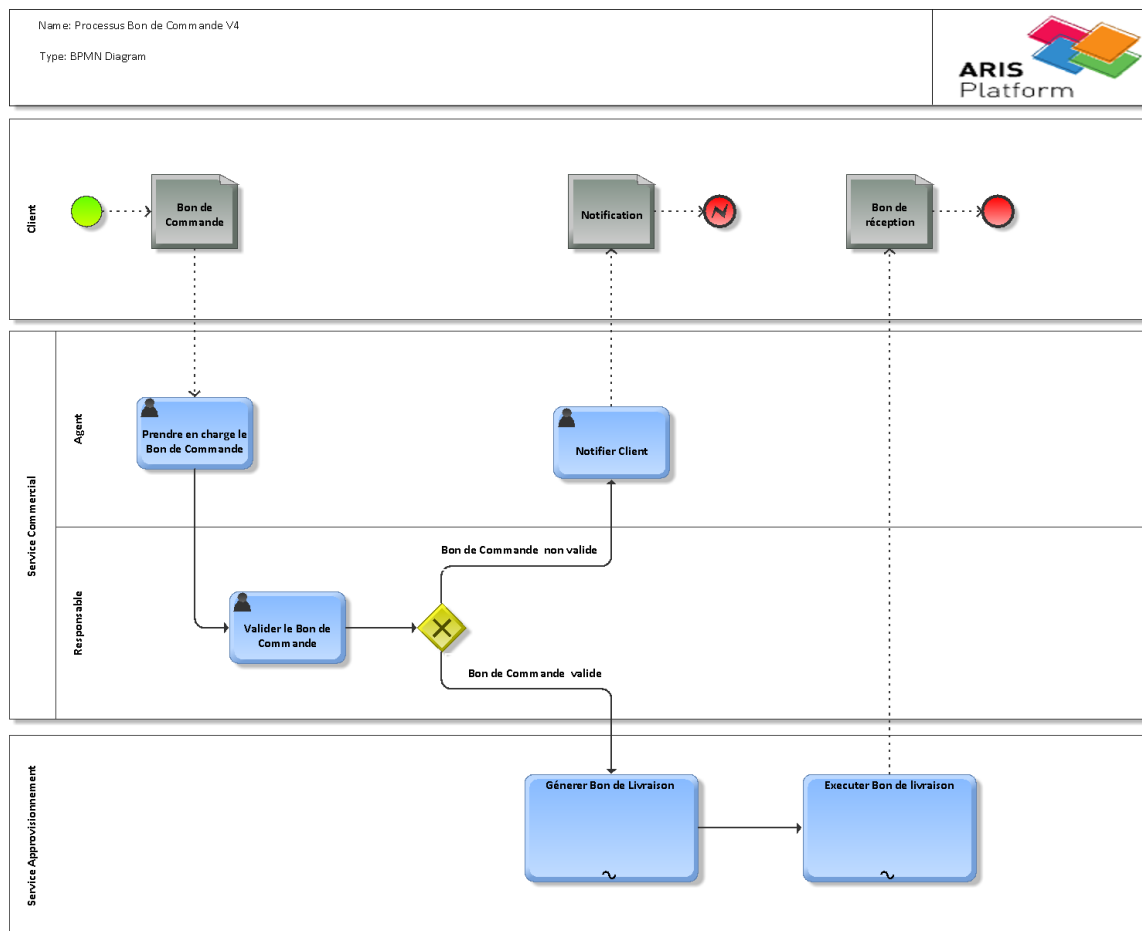 Name: Processus Bon de Commande V4
Type: BPMN Diagram
ARIS
Platform
Client
Bon de
Commande
Notification
Bon de
réception
Service Commercial
Agent
Prendre en charge le
Bon de Commande
Notifier Client
Responsable
Bon de Commande non valide
Valider le Bon de
Commande
Bon de Commande valide
Service Approvisionnement
Génerer Bon de Livraison
Executer Bon de livraison